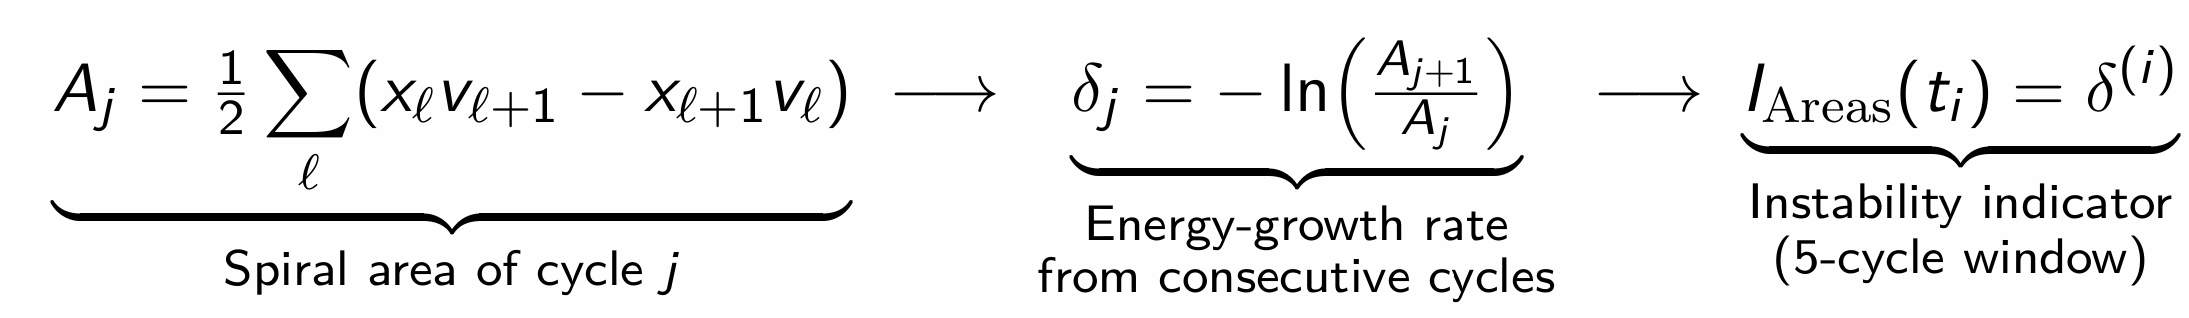 A_j = 1/2 ∑_ℓ (x_ℓ v_{ℓ+1} − x_{ℓ+1} v_ℓ) ⟶ δ_j = − ln(A_{j+1}/A_j) ⟶ I_Areas(t_i) = δ^(i)
Spiral area of cycle j
Energy-growth rate
from consecutive cycles
Instability indicator
(5-cycle window)